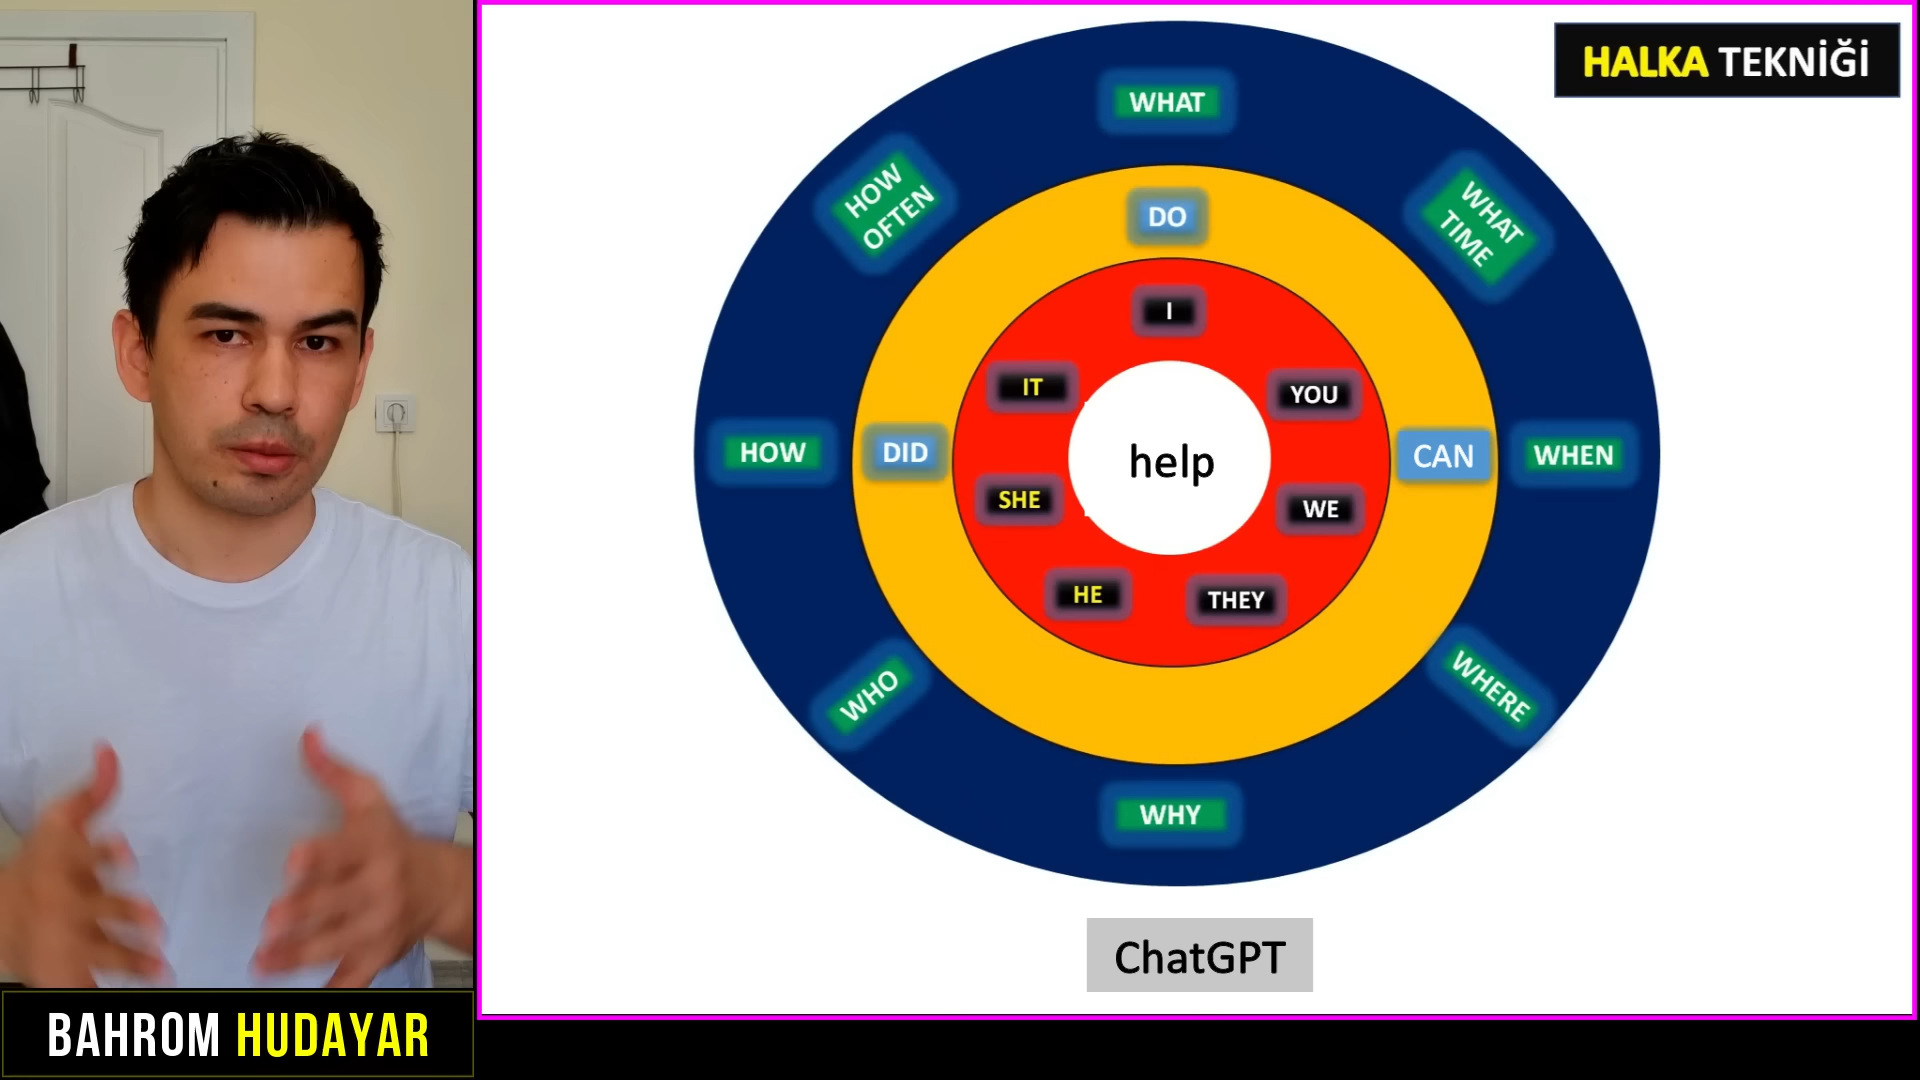 HALKA TEKNİĞİ
WHAT
HOW
OFTEN
WHAT
TIME
DO
I
IT
YOU
HOW
DID
help
CAN
WHEN
SHE
WE
HE
THEY
WHO
WHERE
WHY
ChatGPT
BAHROM HUDAYAR